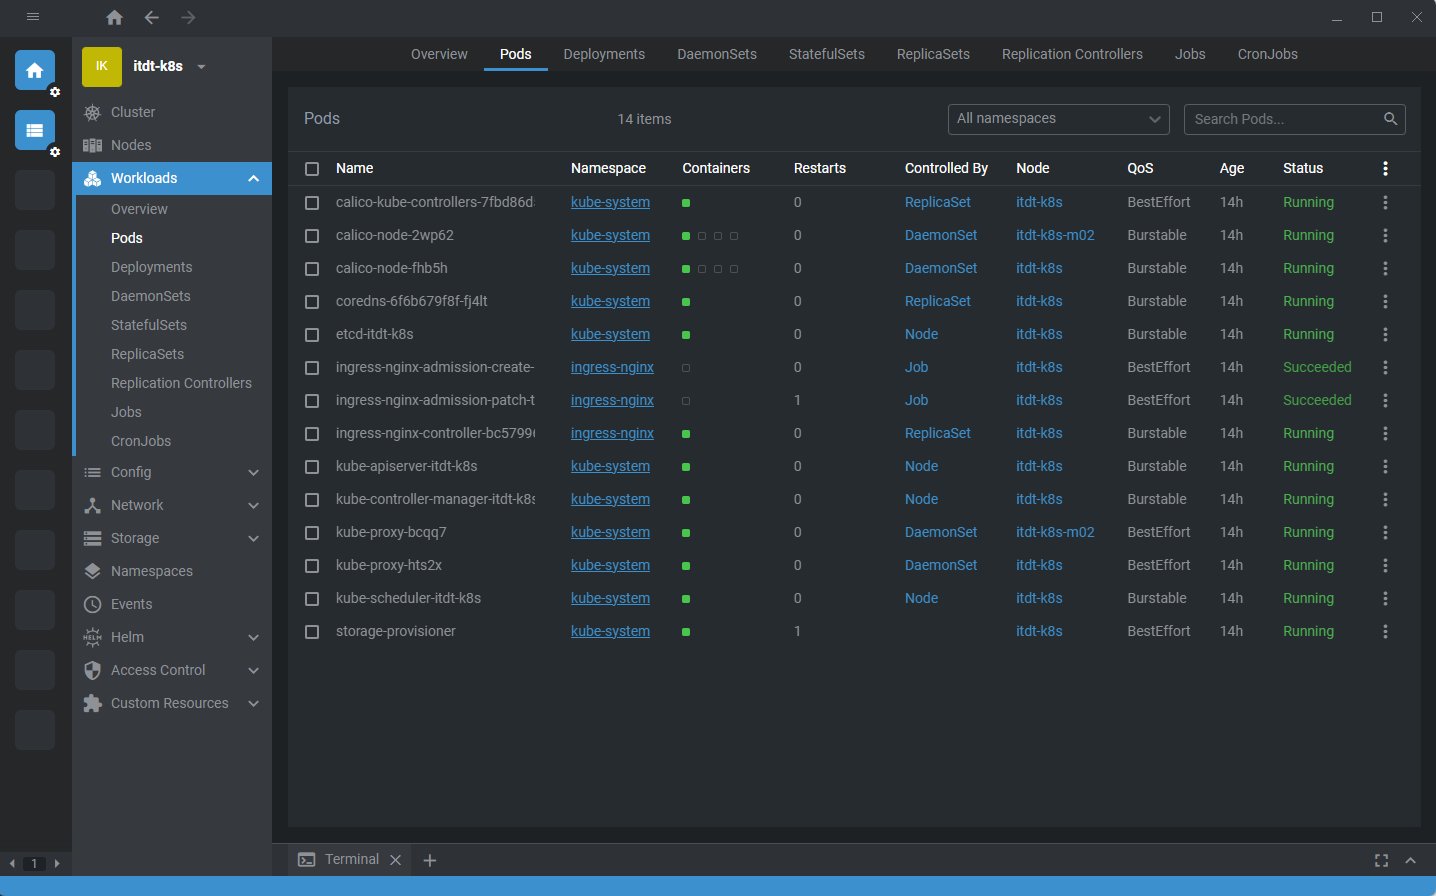 IK itdt-k8s
Cluster
Nodes
Workloads
Overview
Pods
Deployments
DaemonSets
StatefulSets
ReplicaSets
Replication Controllers
Jobs
CronJobs
Config
Network
Storage
Namespaces
Events
HELM Helm
Access Control
Custom Resources
1
Overview Pods Deployments DaemonSets StatefulSets ReplicaSets Replication Controllers Jobs CronJobs
Pods 14 items All namespaces Search Pods...
Name Namespace Containers Restarts Controlled By Node QoS Age Status
calico-kube-controllers-7fbd86d kube-system 0 ReplicaSet itdt-k8s BestEffort 14h Running
calico-node-2wp62 kube-system 0 DaemonSet itdt-k8s-m02 Burstable 14h Running
calico-node-fhb5h kube-system 0 DaemonSet itdt-k8s Burstable 14h Running
coredns-6f6b679f8f-fj4lt kube-system 0 ReplicaSet itdt-k8s Burstable 14h Running
etcd-itdt-k8s kube-system 0 Node itdt-k8s Burstable 14h Running
ingress-nginx-admission-create- ingress-nginx 0 Job itdt-k8s BestEffort 14h Succeeded
ingress-nginx-admission-patch-t ingress-nginx 1 Job itdt-k8s BestEffort 14h Succeeded
ingress-nginx-controller-bc5799 ingress-nginx 0 ReplicaSet itdt-k8s Burstable 14h Running
kube-apiserver-itdt-k8s kube-system 0 Node itdt-k8s Burstable 14h Running
kube-controller-manager-itdt-k8s kube-system 0 Node itdt-k8s Burstable 14h Running
kube-proxy-bcqq7 kube-system 0 DaemonSet itdt-k8s-m02 BestEffort 14h Running
kube-proxy-hts2x kube-system 0 DaemonSet itdt-k8s BestEffort 14h Running
kube-scheduler-itdt-k8s kube-system 0 Node itdt-k8s Burstable 14h Running
storage-provisioner kube-system 1 itdt-k8s BestEffort 14h Running
Terminal